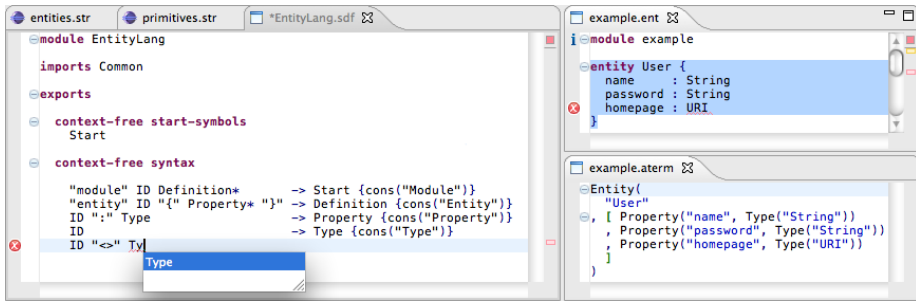 entities.str
primitives.str
*EntityLang.sdf
module EntityLang
imports Common
exports
context-free start-symbols
Start
context-free syntax
"module" ID Definition* -> Start {cons("Module")}
"entity" ID "{" Property* "}" -> Definition {cons("Entity")}
ID ":" Type -> Property {cons("Property")}
ID -> Type {cons("Type")}
ID "<>" Ty
Type
example.ent
module example
entity User {
name : String
password : String
homepage : URI
}
example.aterm
Entity(
"User"
, [ Property("name", Type("String"))
, Property("password", Type("String"))
, Property("homepage", Type("URI"))
]
)